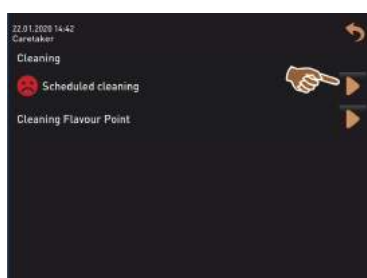 22.01.2020 14:42
Caretaker
Cleaning
Scheduled cleaning
Cleaning Flavour Point